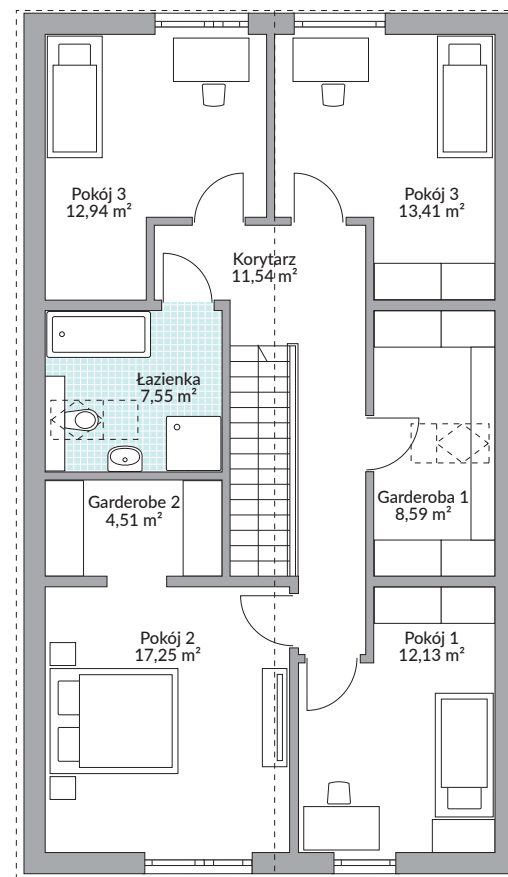 Pokój 3
12,94 m²
Pokój 3
13,41 m²
Korytarz
11,54 m²
Łazienka
7,55 m²
Garderobe 2
4,51 m²
Garderoba 1
8,59 m²
Pokój 2
17,25 m²
Pokój 1
12,13 m²